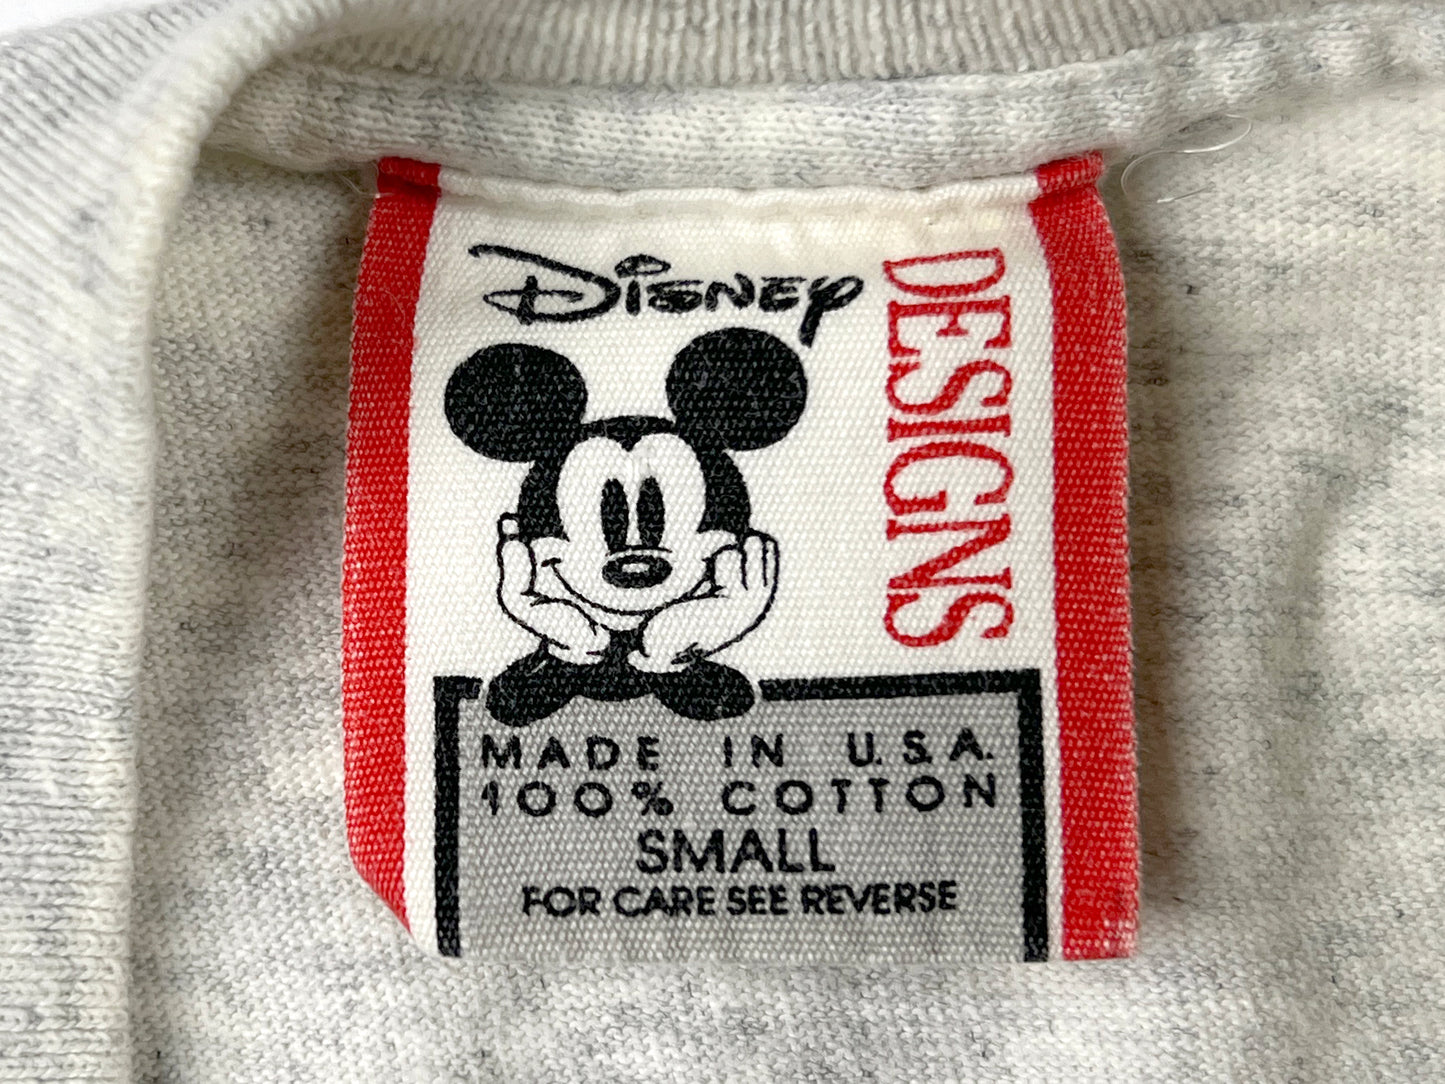 Disney
DESIGNS
MADE IN U.S.A.
100% COTTON
SMALL
FOR CARE SEE REVERSE